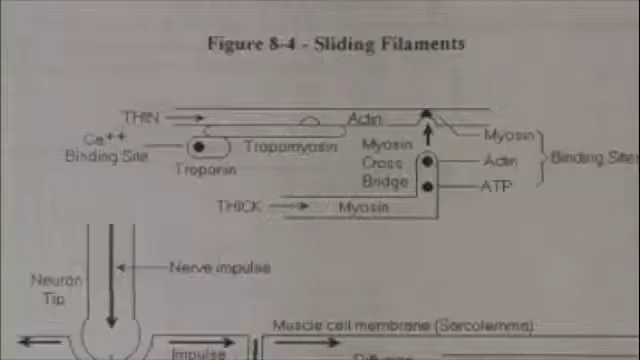 Figure 8-4 - Sliding Filaments
THIN
Actin
Ca++
Binding Site
Troponin
Tropomyosin
Myosin
Cross
Bridge
Myosin
Actin
ATP
Binding Sites
THICK
Myosin
Neuron
Tip
Nerve impulse
Muscle cell membrane (Sarcolemma)
Impulse